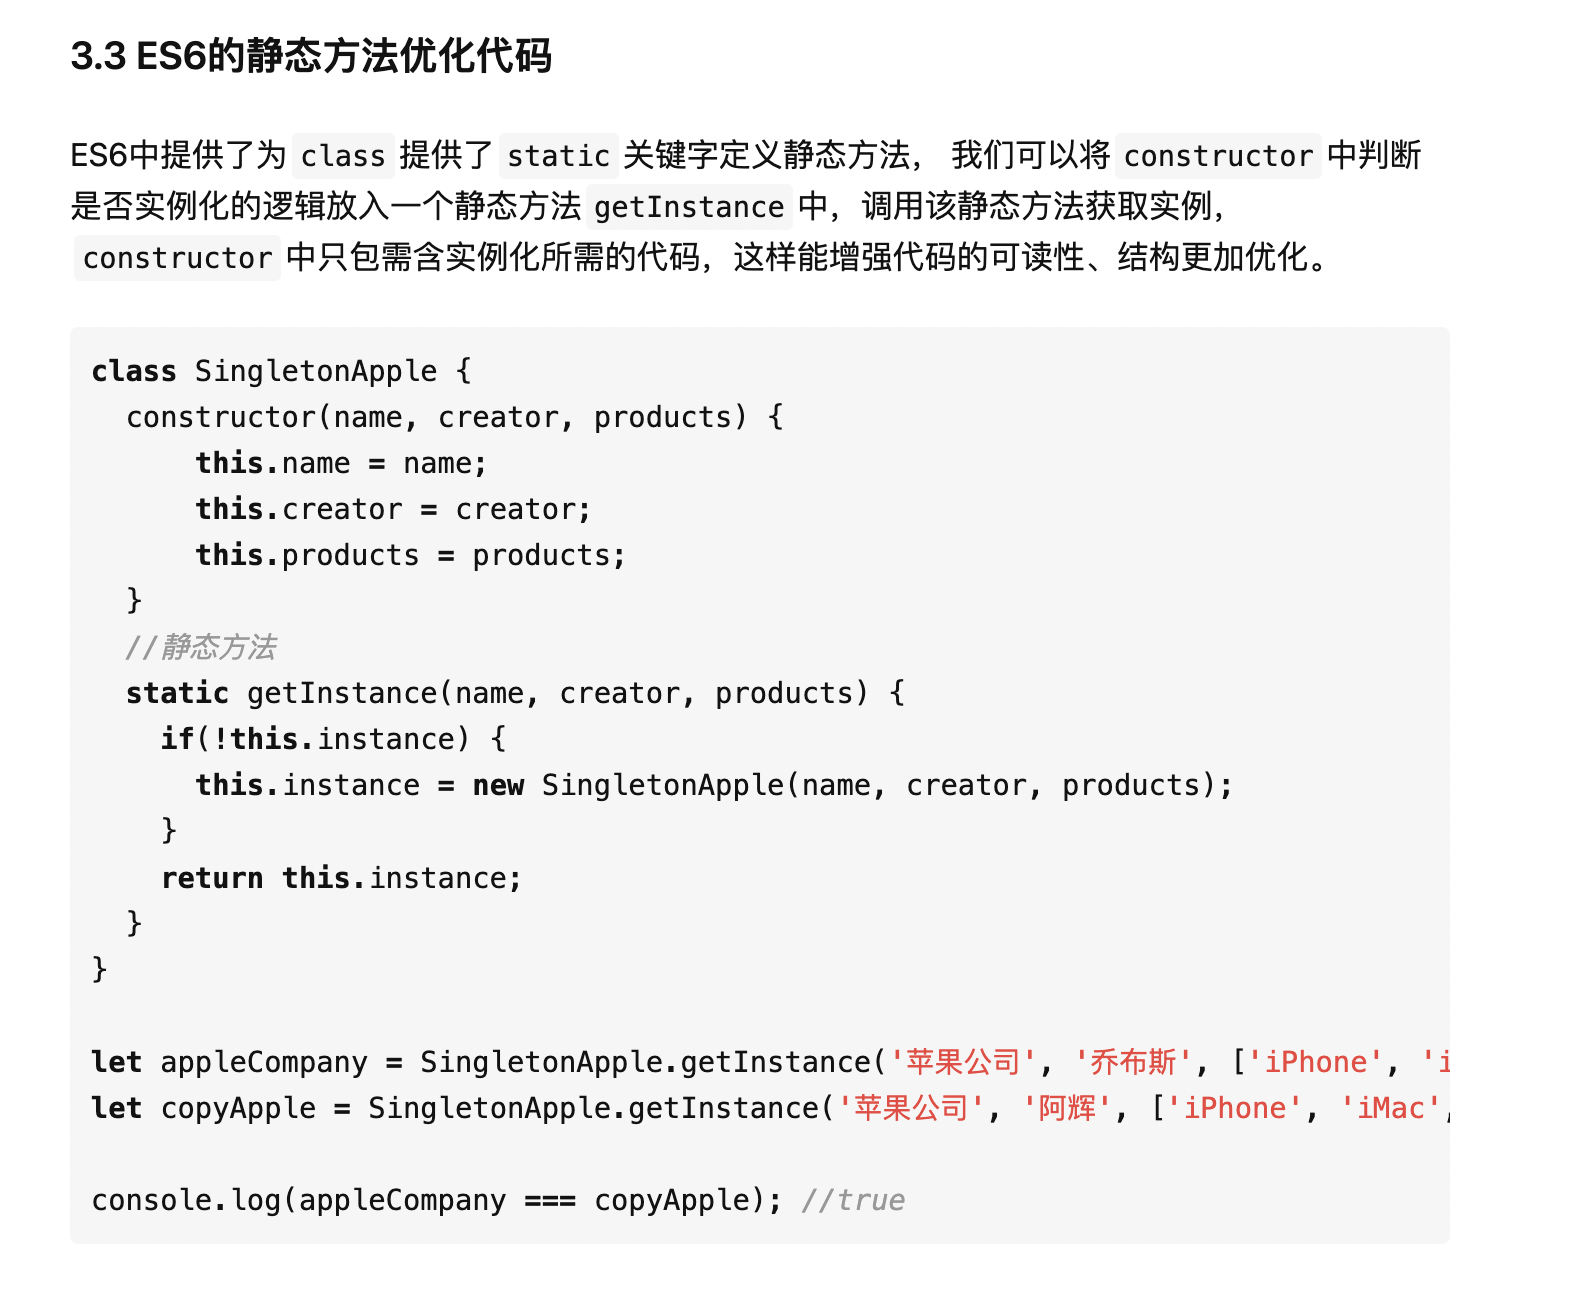 3.3 ES6的静态方法优化代码
ES6中提供了为 class 提供了 static 关键字定义静态方法， 我们可以将 constructor 中判断
是否实例化的逻辑放入一个静态方法 getInstance 中，调用该静态方法获取实例，
constructor 中只包需含实例化所需的代码，这样能增强代码的可读性、结构更加优化。
class SingletonApple {
  constructor(name, creator, products) {
      this.name = name;
      this.creator = creator;
      this.products = products;
  }
  //静态方法
  static getInstance(name, creator, products) {
    if(!this.instance) {
      this.instance = new SingletonApple(name, creator, products);
    }
    return this.instance;
  }
}
let appleCompany = SingletonApple.getInstance('苹果公司', '乔布斯', ['iPhone', 'i
let copyApple = SingletonApple.getInstance('苹果公司', '阿辉', ['iPhone', 'iMac',
console.log(appleCompany === copyApple); //true